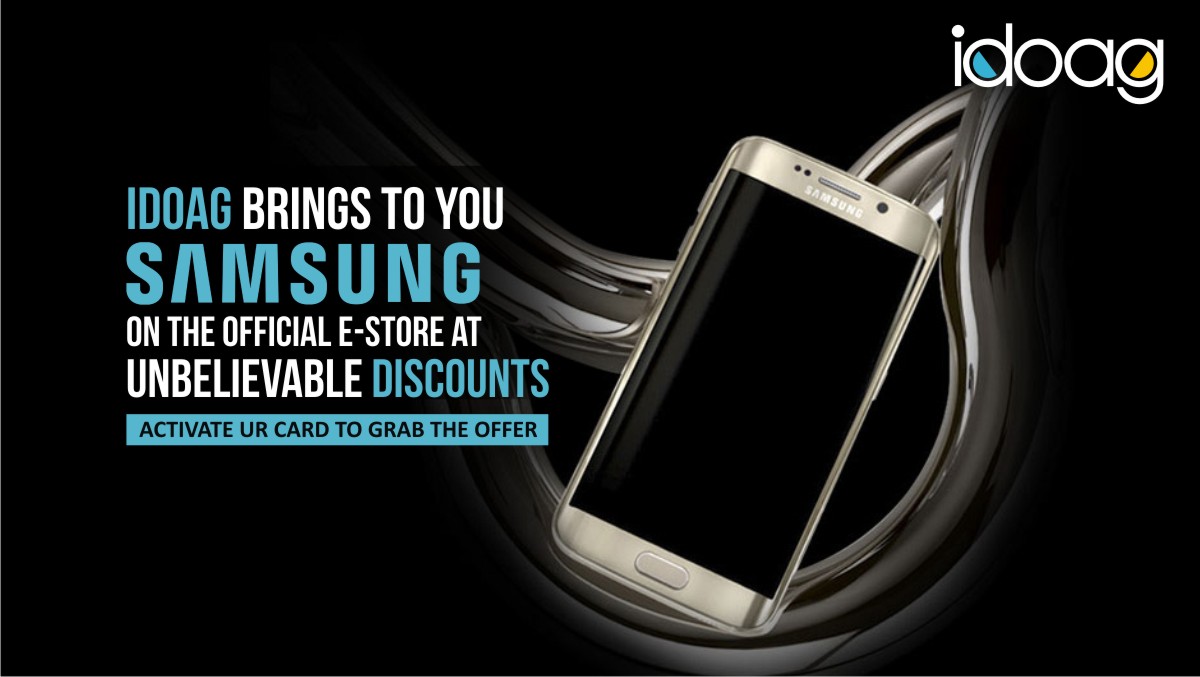 idoag
IDOAG BRINGS TO YOU
SAMSUNG
ON THE OFFICIAL E-STORE AT
UNBELIEVABLE DISCOUNTS
ACTIVATE UR CARD TO GRAB THE OFFER
SAMSUNG